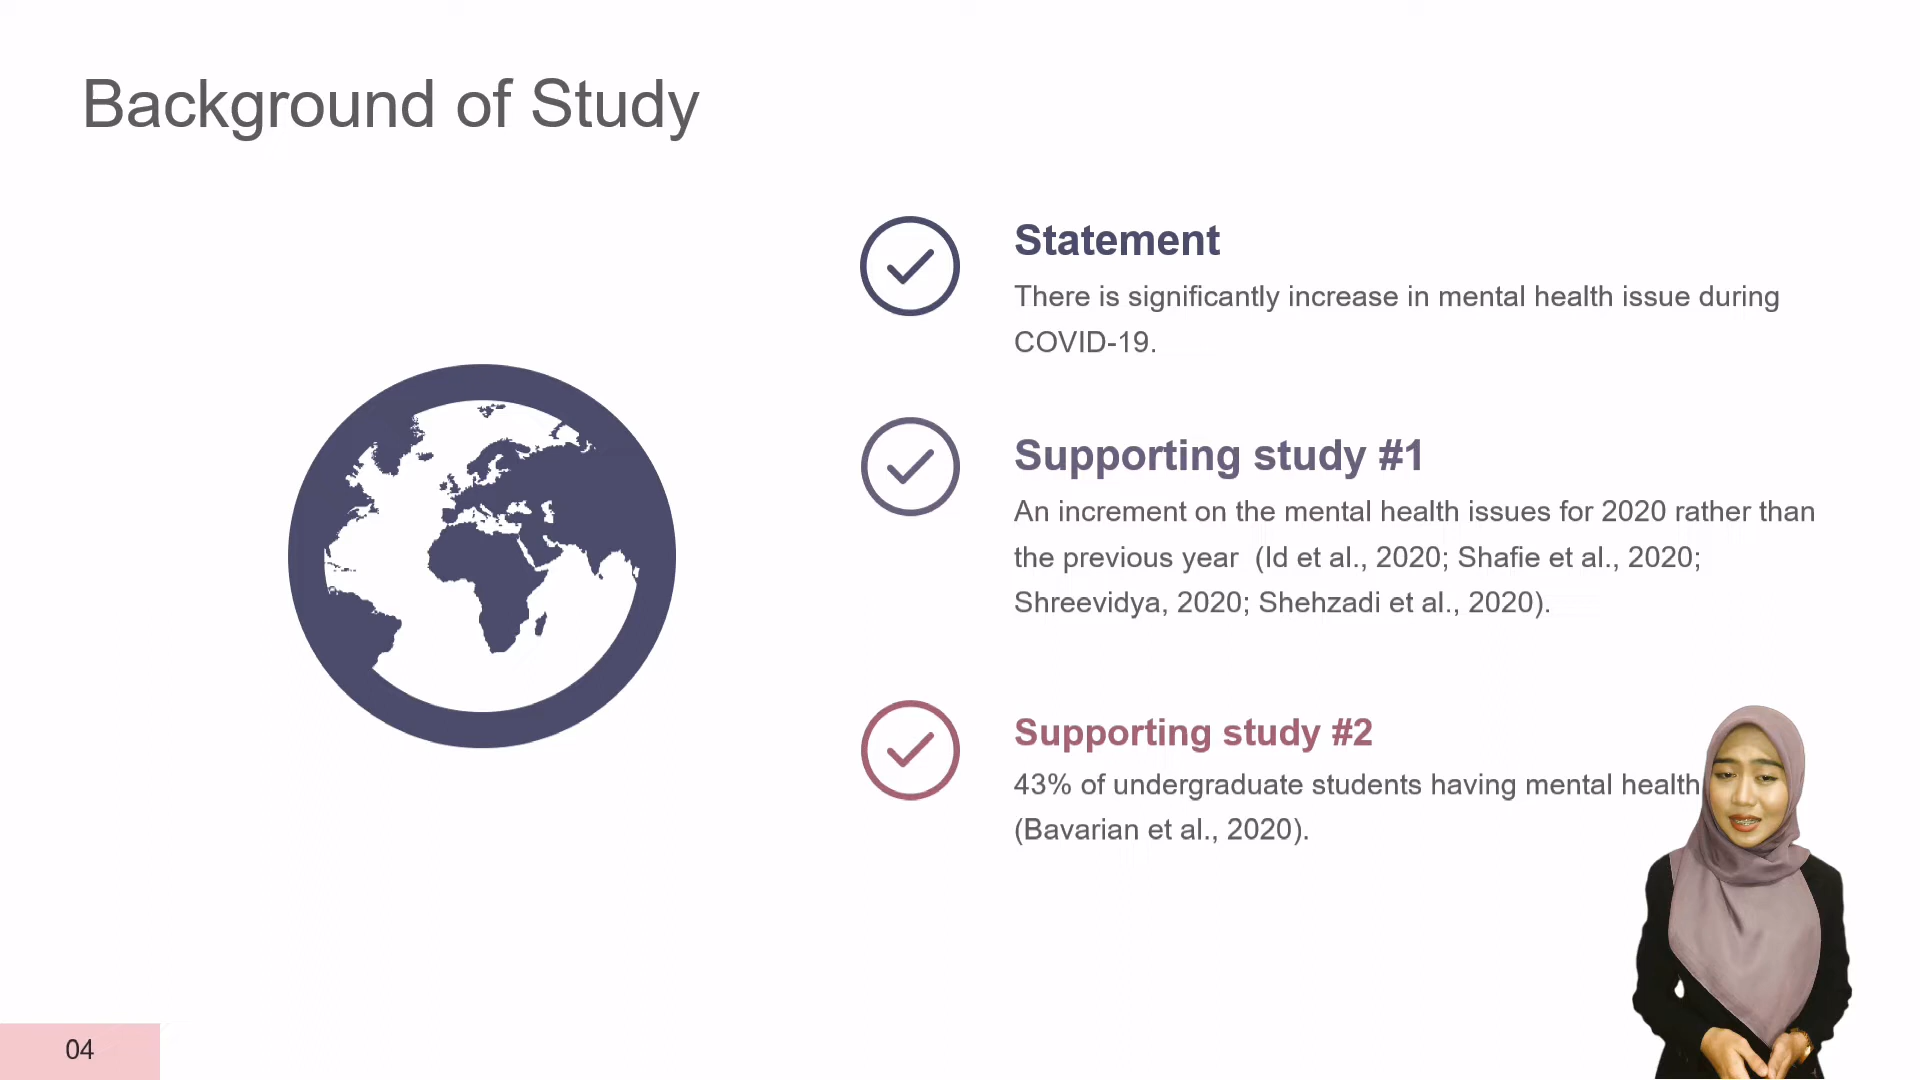 Background of Study
Statement
There is significantly increase in mental health issue during
COVID-19.
Supporting study #1
An increment on the mental health issues for 2020 rather than
the previous year  (Id et al., 2020; Shafie et al., 2020;
Shreevidya, 2020; Shehzadi et al., 2020).
Supporting study #2
43% of undergraduate students having mental health
(Bavarian et al., 2020).
04